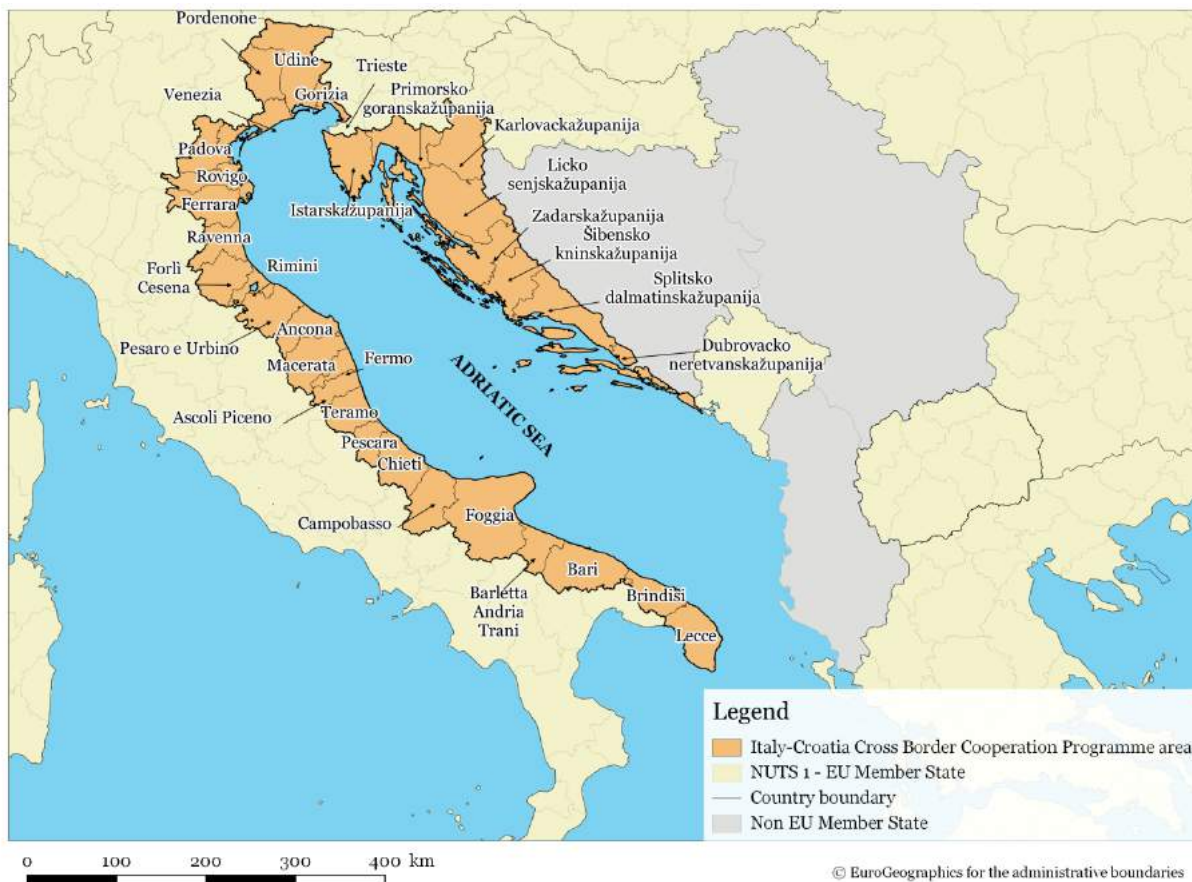 Pordenone
Udine
Trieste
Venezia
Gorizia
Primorsko
goranskažupanija
Karlovackažupanija
Padova
Licko
senjskažupanija
Rovigo
Ferrara
Istarskažupanija
Zadarskažupanija
Ravenna
Šibensko
kninskažupanija
Forlì
Cesena
Rimini
Splitsko
dalmatinskažupanija
Ancona
Pesaro e Urbino
Dubrovacko
neretvanskažupanija
Macerata
Fermo
ADRIATIC SEA
Ascoli Piceno
Teramo
Pescara
Chieti
Campobasso
Foggia
Bari
Barletta
Andria
Trani
Brindisi
Lecce
Legend
Italy-Croatia Cross Border Cooperation Programme area
NUTS 1 - EU Member State
Country boundary
Non EU Member State
0 100 200 300 400 km
© EuroGeographics for the administrative boundaries